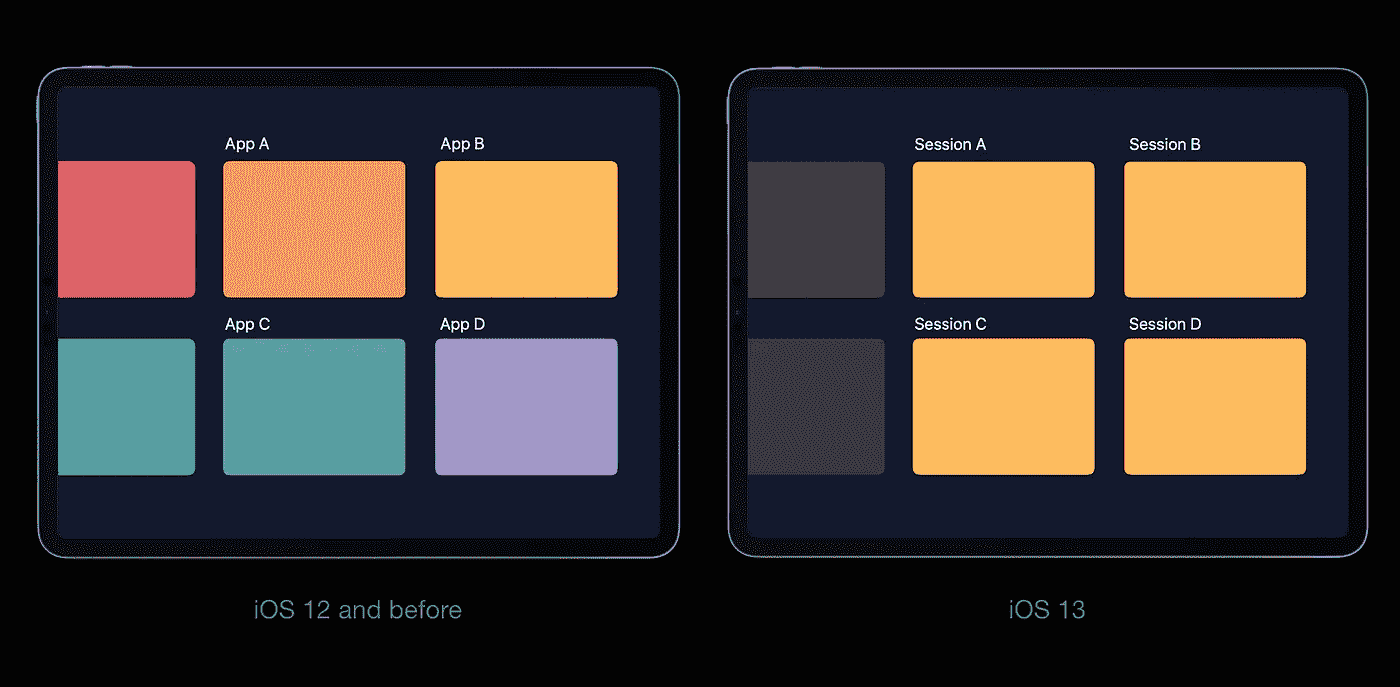 App A
App B
App C
App D
iOS 12 and before
Session A
Session B
Session C
Session D
iOS 13